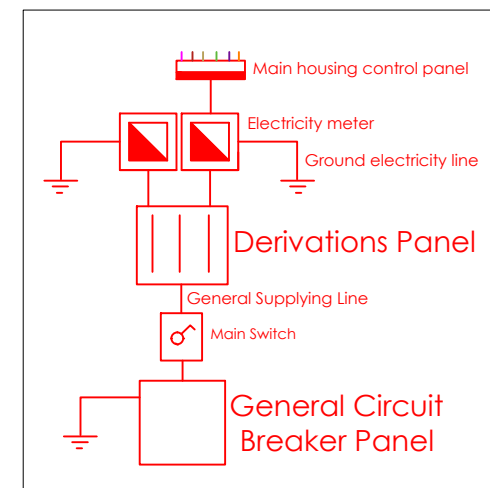 Main housing control panel
Electricity meter
Ground electricity line
Derivations Panel
General Supplying Line
Main Switch
General Circuit
Breaker Panel